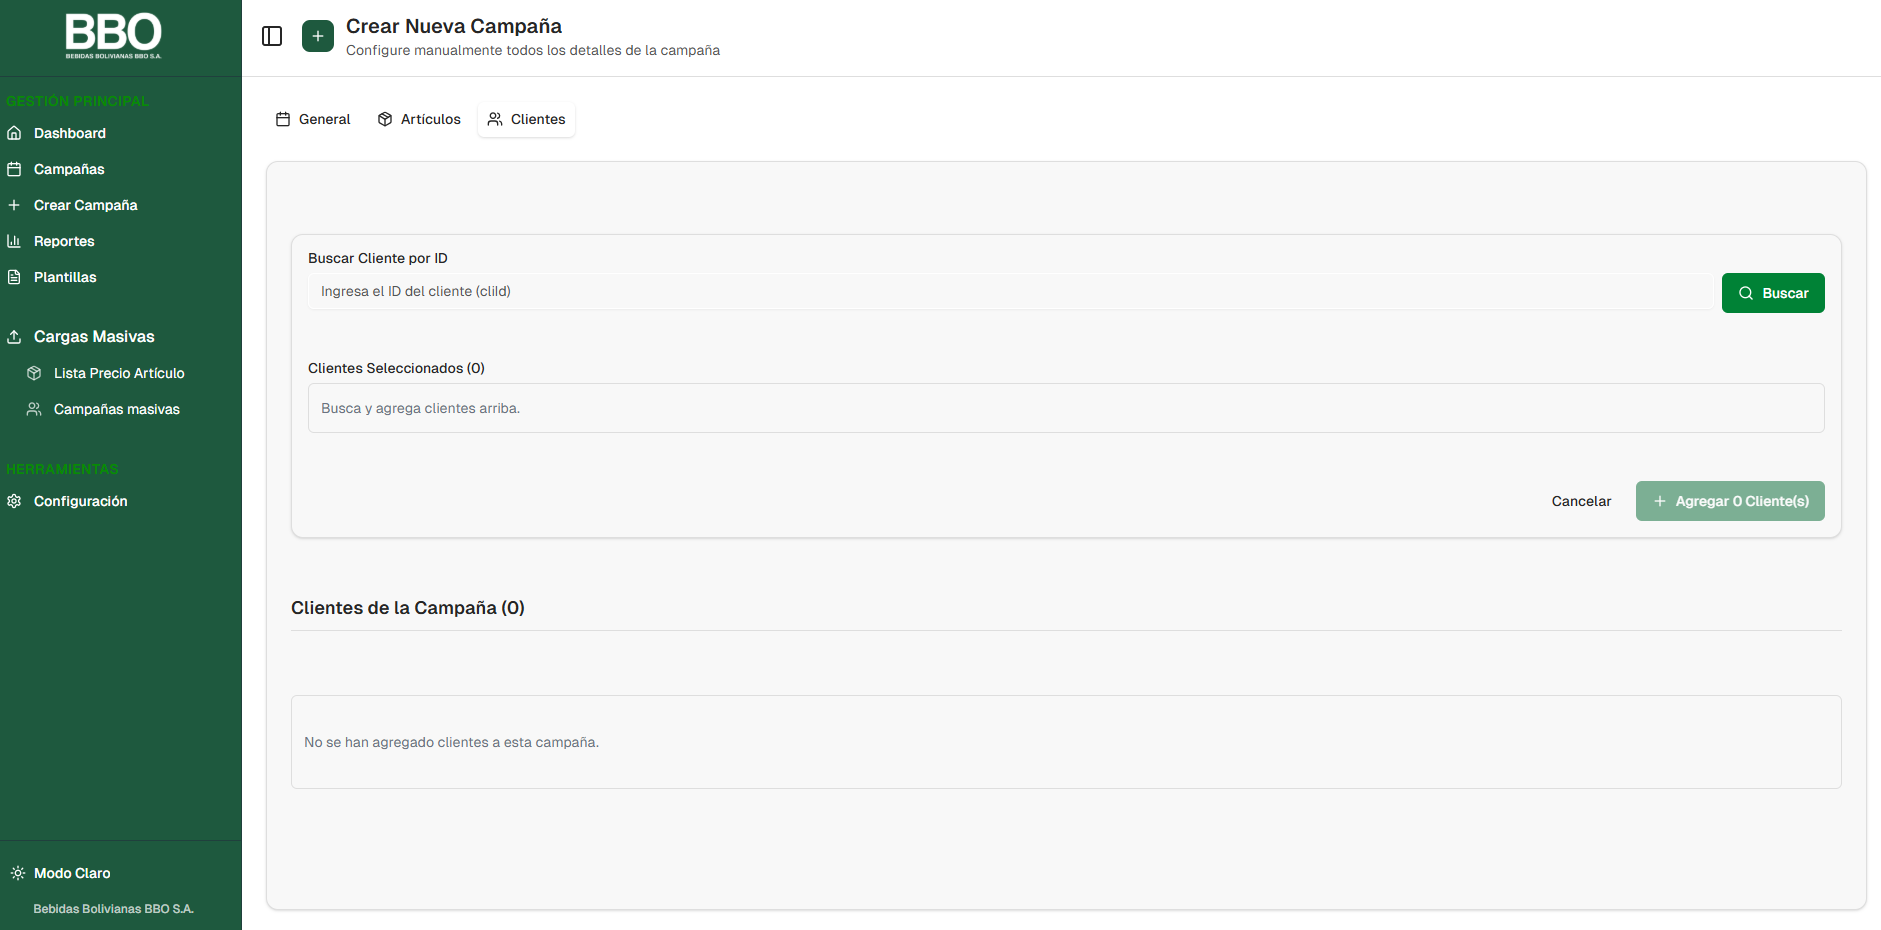 BBO
BEBIDAS BOLIVIANAS BBO S.A.
GESTIÓN PRINCIPAL
Dashboard
Campañas
Crear Campaña
Reportes
Plantillas
Cargas Masivas
Lista Precio Artículo
Campañas masivas
HERRAMIENTAS
Configuración
Modo Claro
Bebidas Bolivianas BBO S.A.
Crear Nueva Campaña
Configure manualmente todos los detalles de la campaña
General
Artículos
Clientes
Buscar Cliente por ID
Ingresa el ID del cliente (cliId)
Buscar
Clientes Seleccionados (0)
Busca y agrega clientes arriba.
Cancelar
Agregar 0 Cliente(s)
Clientes de la Campaña (0)
No se han agregado clientes a esta campaña.